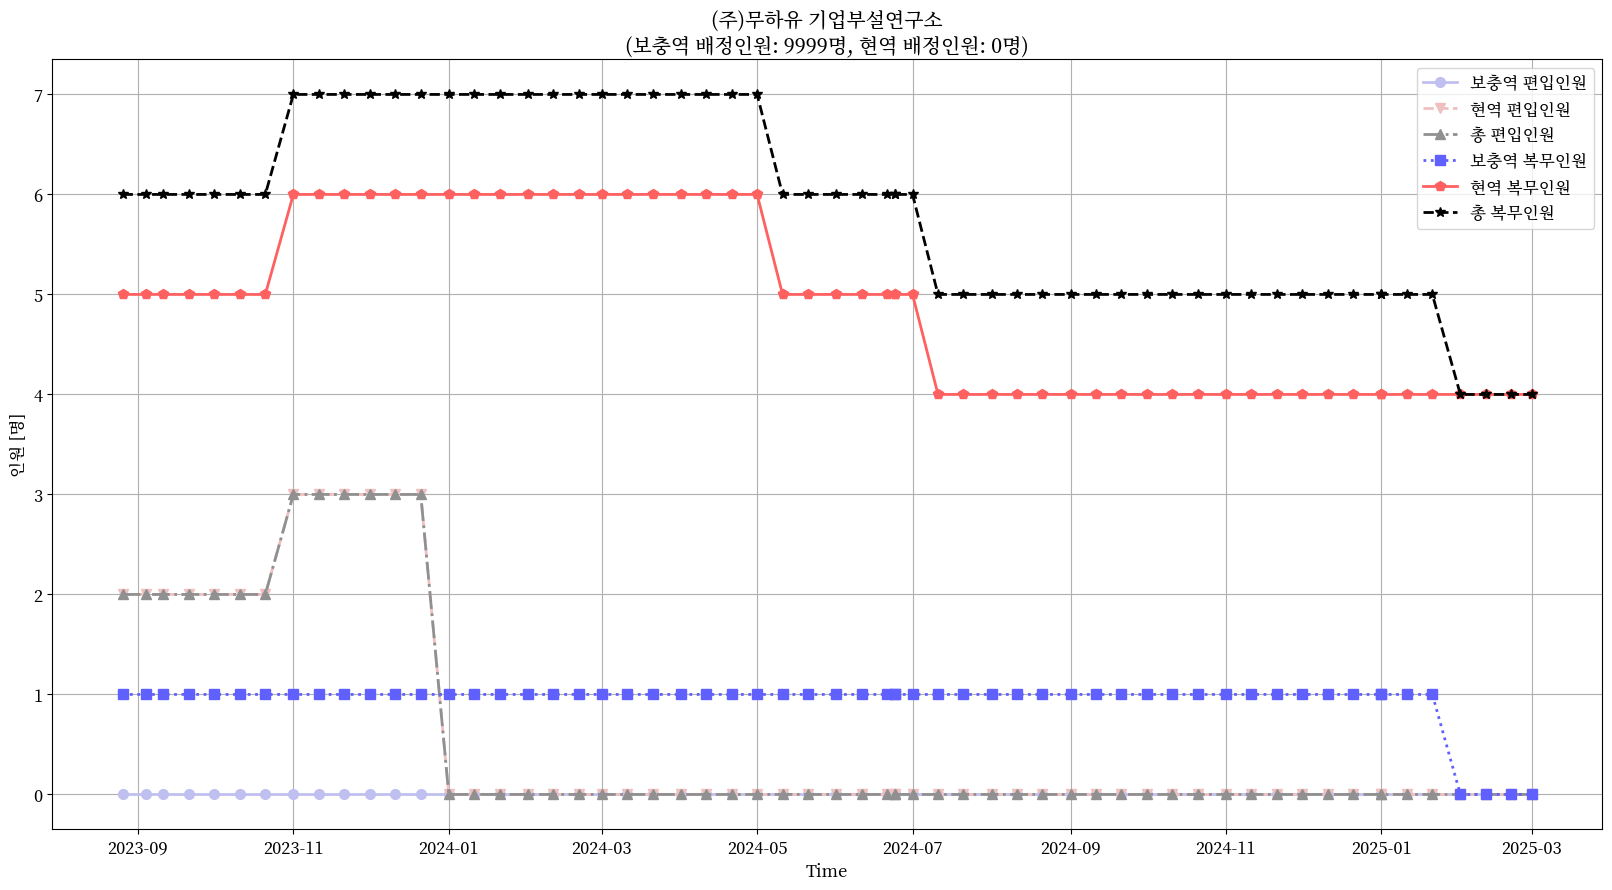 (주)무하유 기업부설연구소
(보충역 배정인원: 9999명, 현역 배정인원: 0명)
보충역 편입인원
현역 편입인원
총 편입인원
보충역 복무인원
현역 복무인원
총 복무인원
인원 [명]
7
6
5
4
3
2
1
0
2023-09 2023-11 2024-01 2024-03 2024-05 2024-07 2024-09 2024-11 2025-01 2025-03
Time